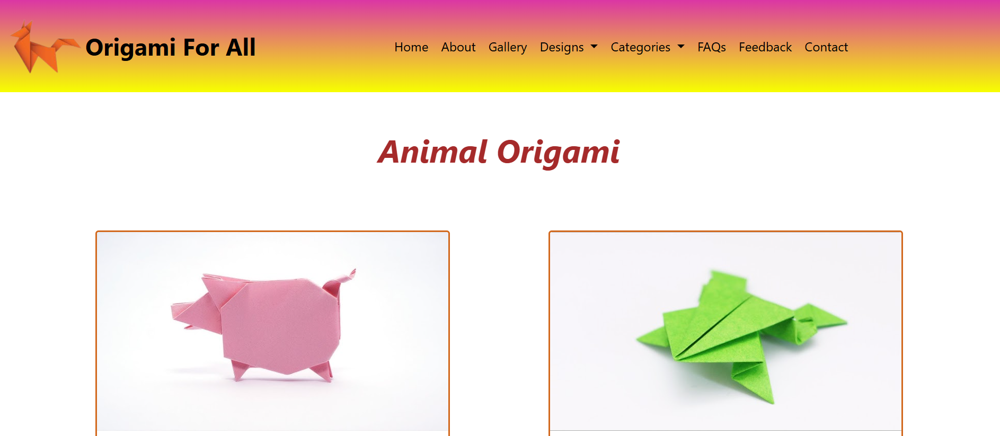 Origami For All
Home About Gallery Designs Categories FAQs Feedback Contact
Animal Origami